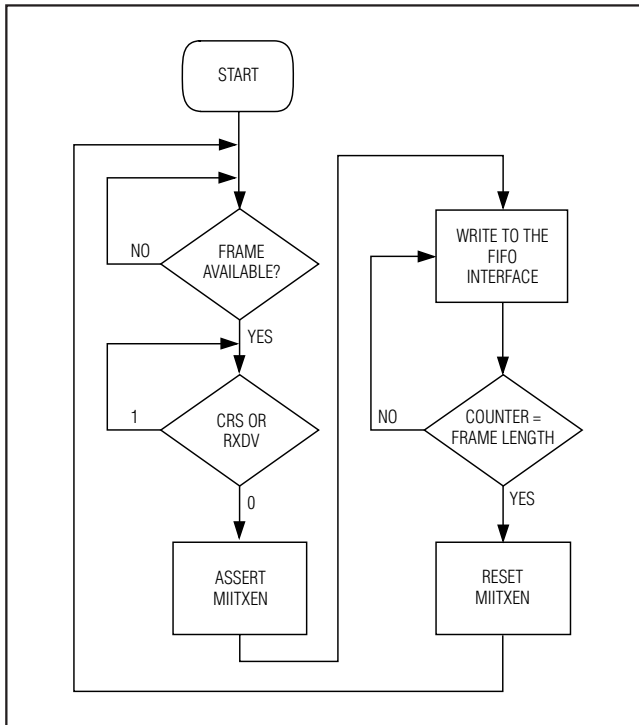 START
FRAME
AVAILABLE?
NO
YES
CRS OR
RXDV
1
0
ASSERT
MIITXEN
WRITE TO THE
FIFO
INTERFACE
COUNTER =
FRAME LENGTH
NO
YES
RESET
MIITXEN